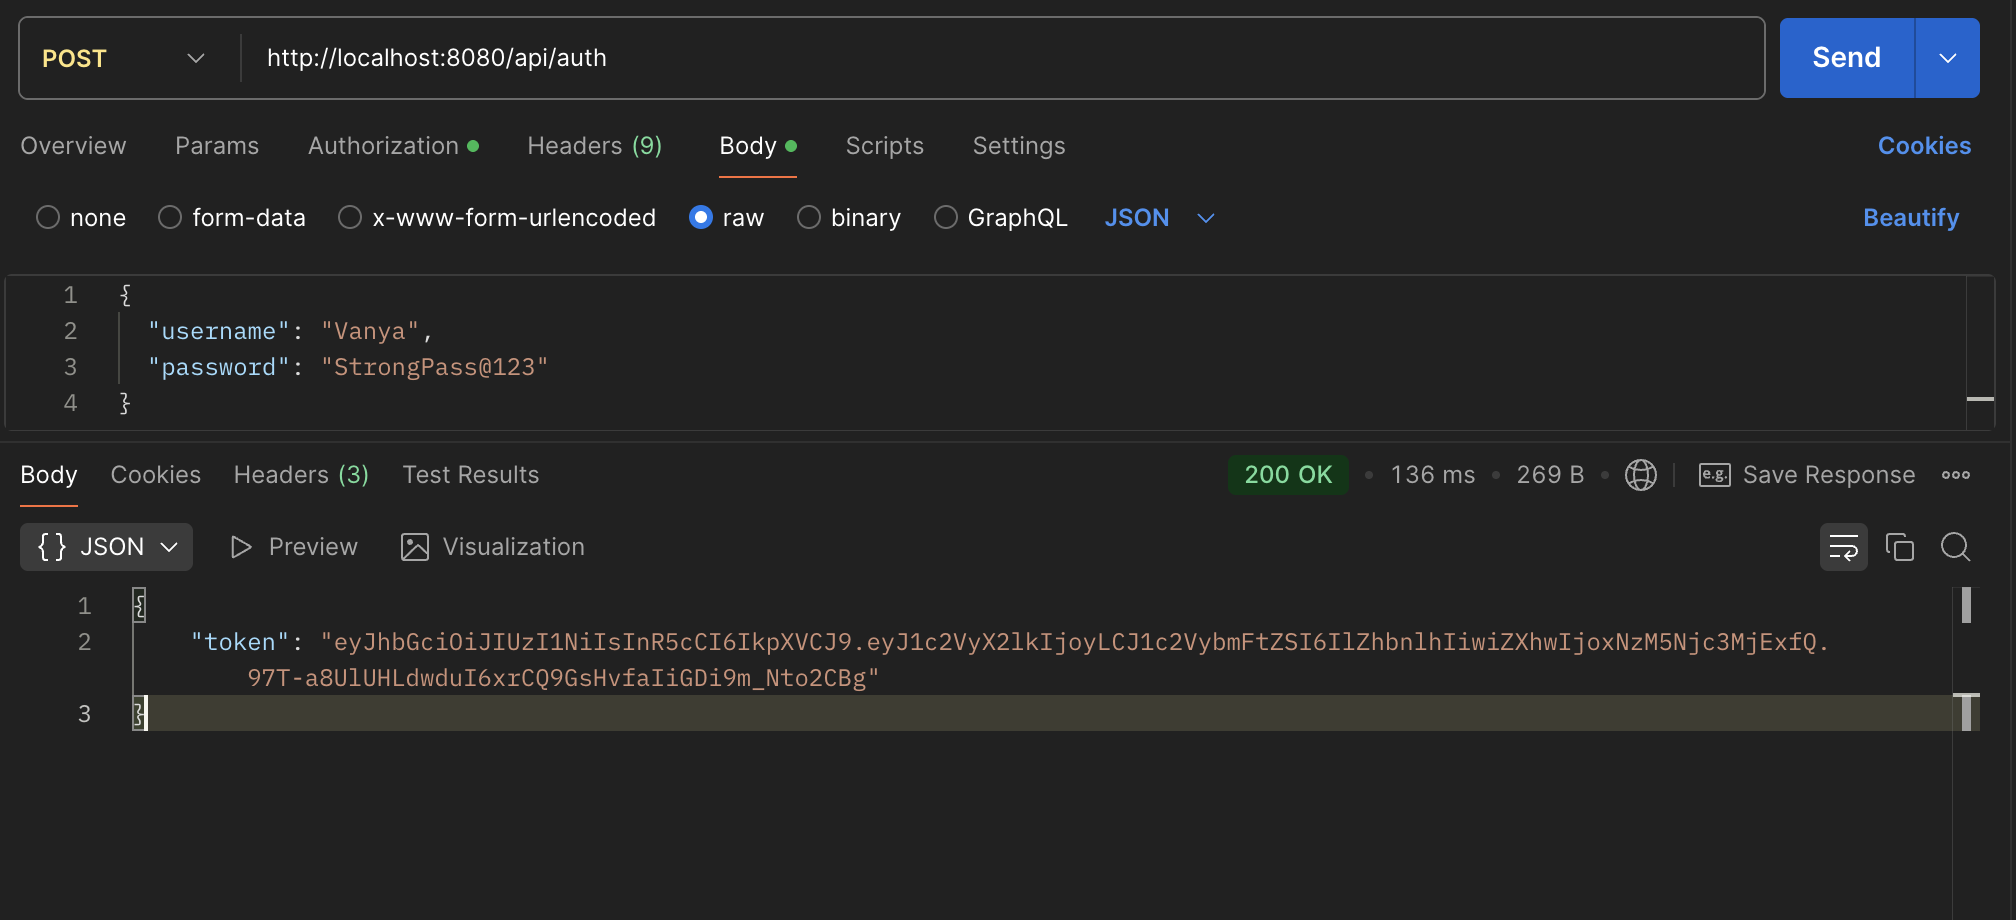 POST http://localhost:8080/api/auth Send
Overview Params Authorization Headers (9) Body Scripts Settings Cookies
none form-data x-www-form-urlencoded raw binary GraphQL JSON Beautify
1 {
2 "username": "Vanya",
3 "password": "StrongPass@123"
4 }
Body Cookies Headers (3) Test Results 200 OK • 136 ms • 269 B • e.g. Save Response
{ } JSON Preview Visualization
1 {
2 "token": "eyJhbGciOiJIUzI1NiIsInR5cCI6IkpXVCJ9.eyJ1c2VyX2lkIjoyLCJ1c2VybmFtZSI6IlZhbnlhIiwiZXhwIjoxNzM5Njc3MjExfQ.
97T-a8UlUHLdwduI6xrCQ9GsHvfaIiGDi9m_Nto2CBg"
3 }